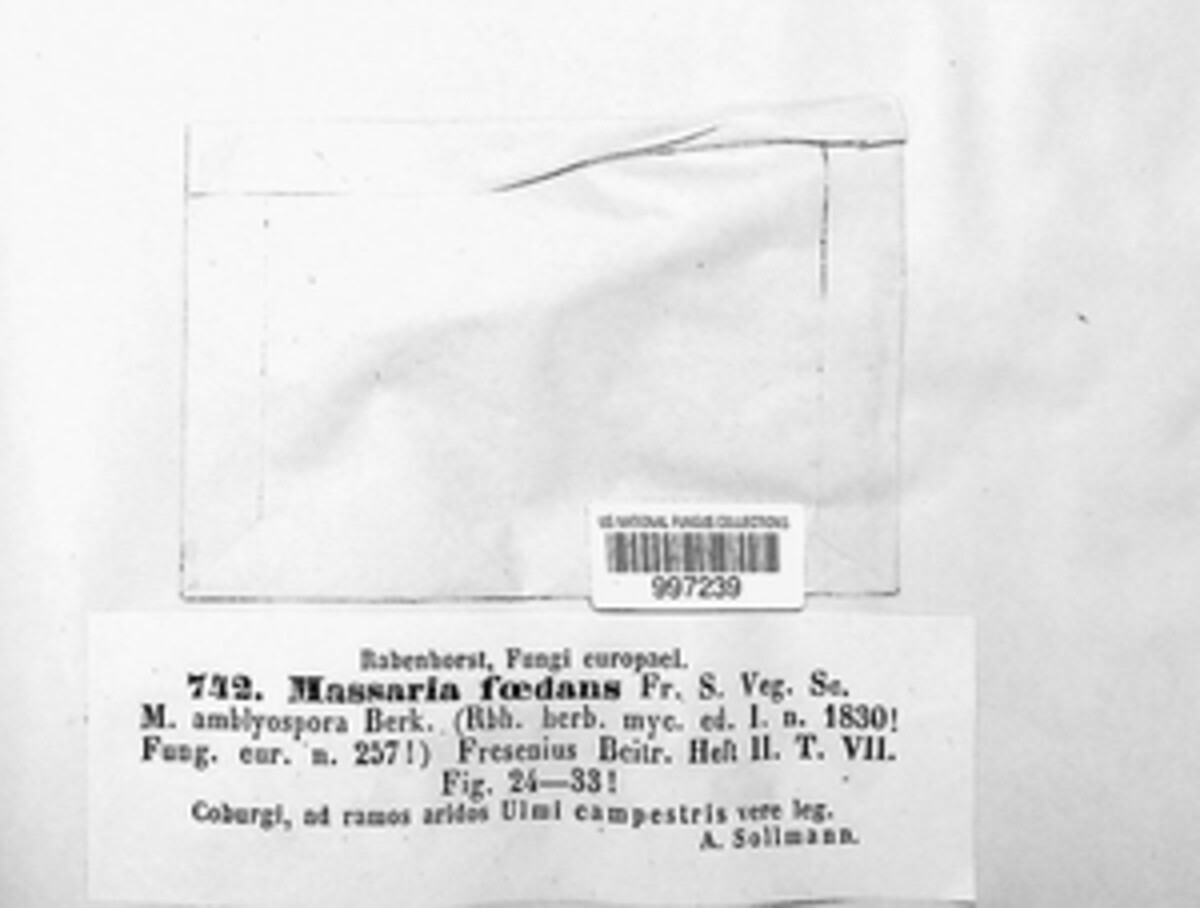 US NATIONAL FUNGUS COLLECTIONS
997239
Rabenhorst, Fungi europaei.
742. Massaria fœdans Fr. S. Veg. Sc.
M. amblyospora Berk. (Rbh. herb. myc. ed. I. n. 1830!
Fung. eur. n. 257!) Fresenius Beitr. Heft II. T. VII.
Fig. 24—33!
Coburgi, ad ramos aridos Ulmi campestris vere leg.
A. Sollmann.